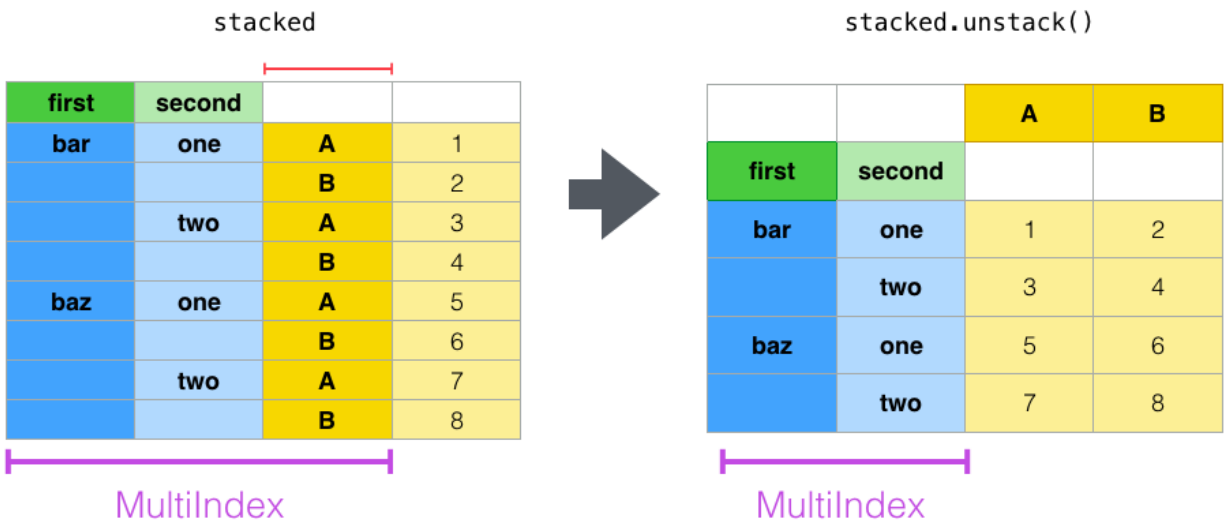 stacked
first second
bar one A 1
B 2
two A 3
B 4
baz one A 5
B 6
two A 7
B 8
MultiIndex
stacked.unstack()
A B
first second
bar one 1 2
two 3 4
baz one 5 6
two 7 8
MultiIndex